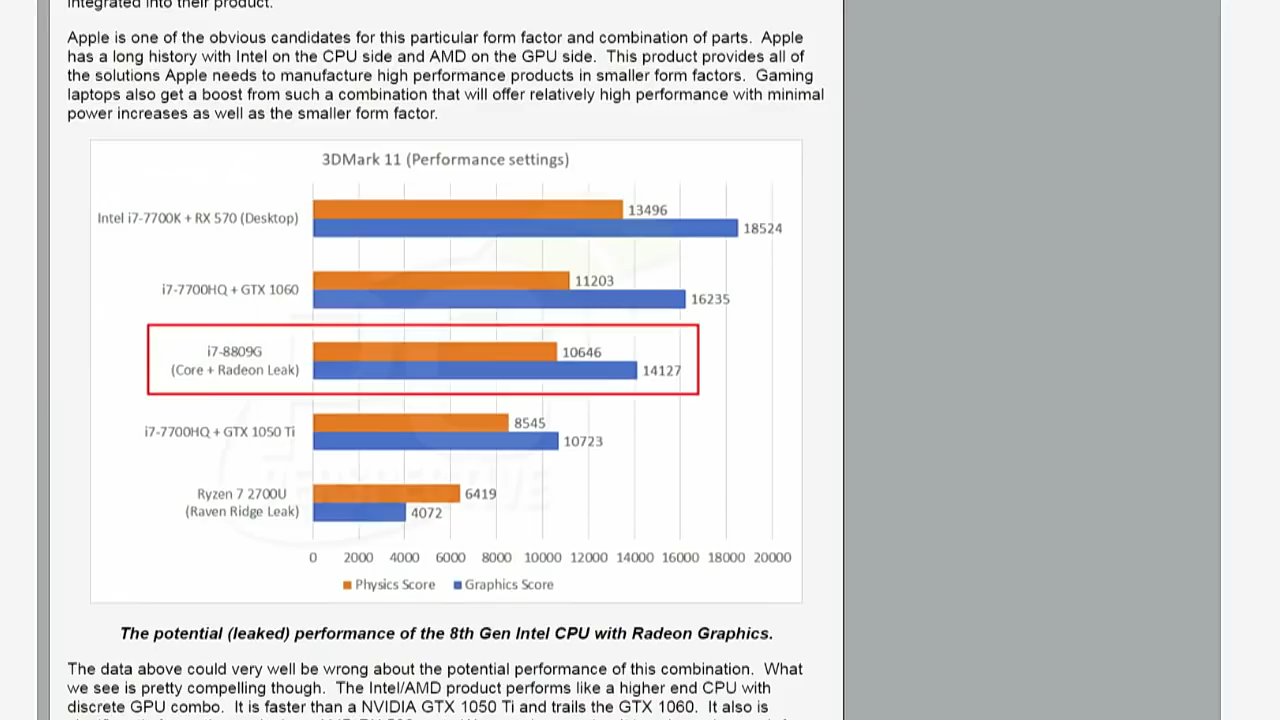 integrated into their product.
Apple is one of the obvious candidates for this particular form factor and combination of parts.  Apple
has a long history with Intel on the CPU side and AMD on the GPU side.  This product provides all of
the solutions Apple needs to manufacture high performance products in smaller form factors.  Gaming
laptops also get a boost from such a combination that will offer relatively high performance with minimal
power increases as well as the smaller form factor.
3DMark 11 (Performance settings)
Intel i7-7700K + RX 570 (Desktop)
13496
18524
i7-7700HQ + GTX 1060
11203
16235
i7-8809G
(Core + Radeon Leak)
10646
14127
i7-7700HQ + GTX 1050 Ti
8545
10723
Ryzen 7 2700U
(Raven Ridge Leak)
6419
4072
0 2000 4000 6000 8000 10000 12000 14000 16000 18000 20000
Physics Score Graphics Score
The potential (leaked) performance of the 8th Gen Intel CPU with Radeon Graphics.
The data above could very well be wrong about the potential performance of this combination.  What
we see is pretty compelling though.  The Intel/AMD product performs like a higher end CPU with
discrete GPU combo.  It is faster than a NVIDIA GTX 1050 Ti and trails the GTX 1060.  It also is